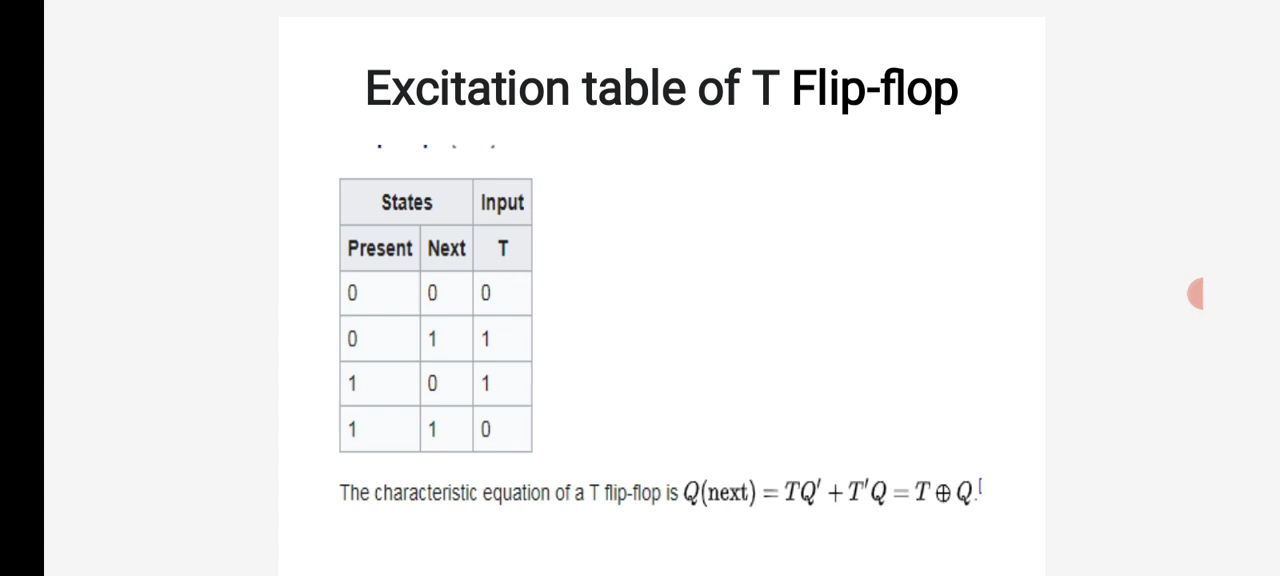 Excitation table of T Flip-flop
States Input
Present Next T
0 0 0
0 1 1
1 0 1
1 1 0
The characteristic equation of a T flip-flop is Q(next) = TQ′ + T′Q = T ⊕ Q.[